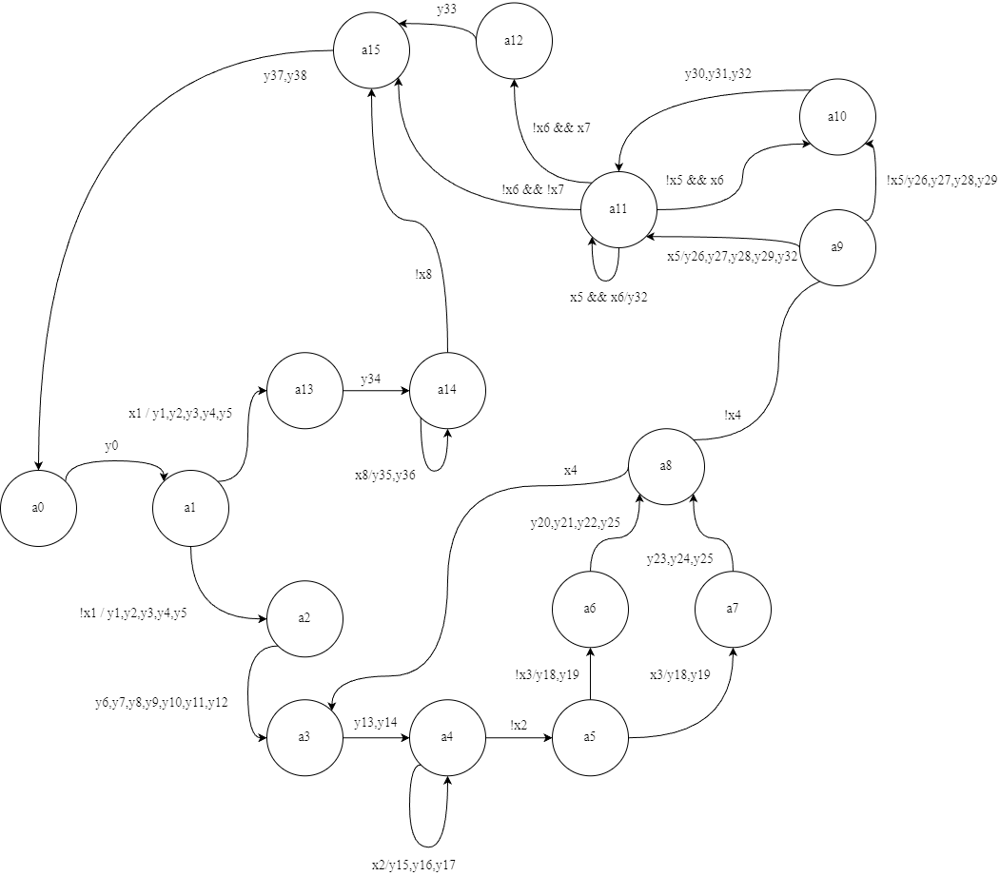 y33
a12
a15
y37,y38
y30,y31,y32
a10
!x6 && x7
!x5 && x6
!x5/y26,y27,y28,y29
!x6 && !x7
a11
a9
x5/y26,y27,y28,y29,y32
!x8
x5 && x6/y32
a13
y34
a14
x1 / y1,y2,y3,y4,y5
!x4
y0
x8/y35,y36
x4
a8
a0
a1
y20,y21,y22,y25
y23,y24,y25
!x1 / y1,y2,y3,y4,y5
a2
a6
a7
!x3/y18,y19
x3/y18,y19
y6,y7,y8,y9,y10,y11,y12
y13,y14
!x2
a3
a4
a5
x2/y15,y16,y17